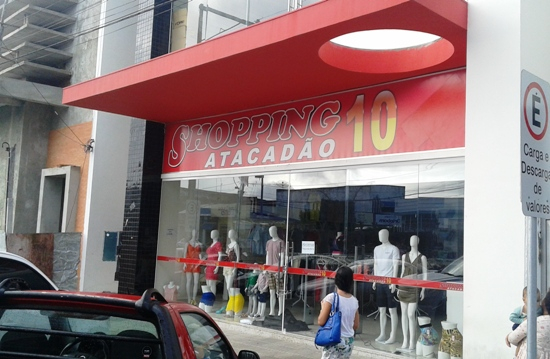 SHOPPING 10
ATACADÃO
E
Carga e
Descarga
de
valores